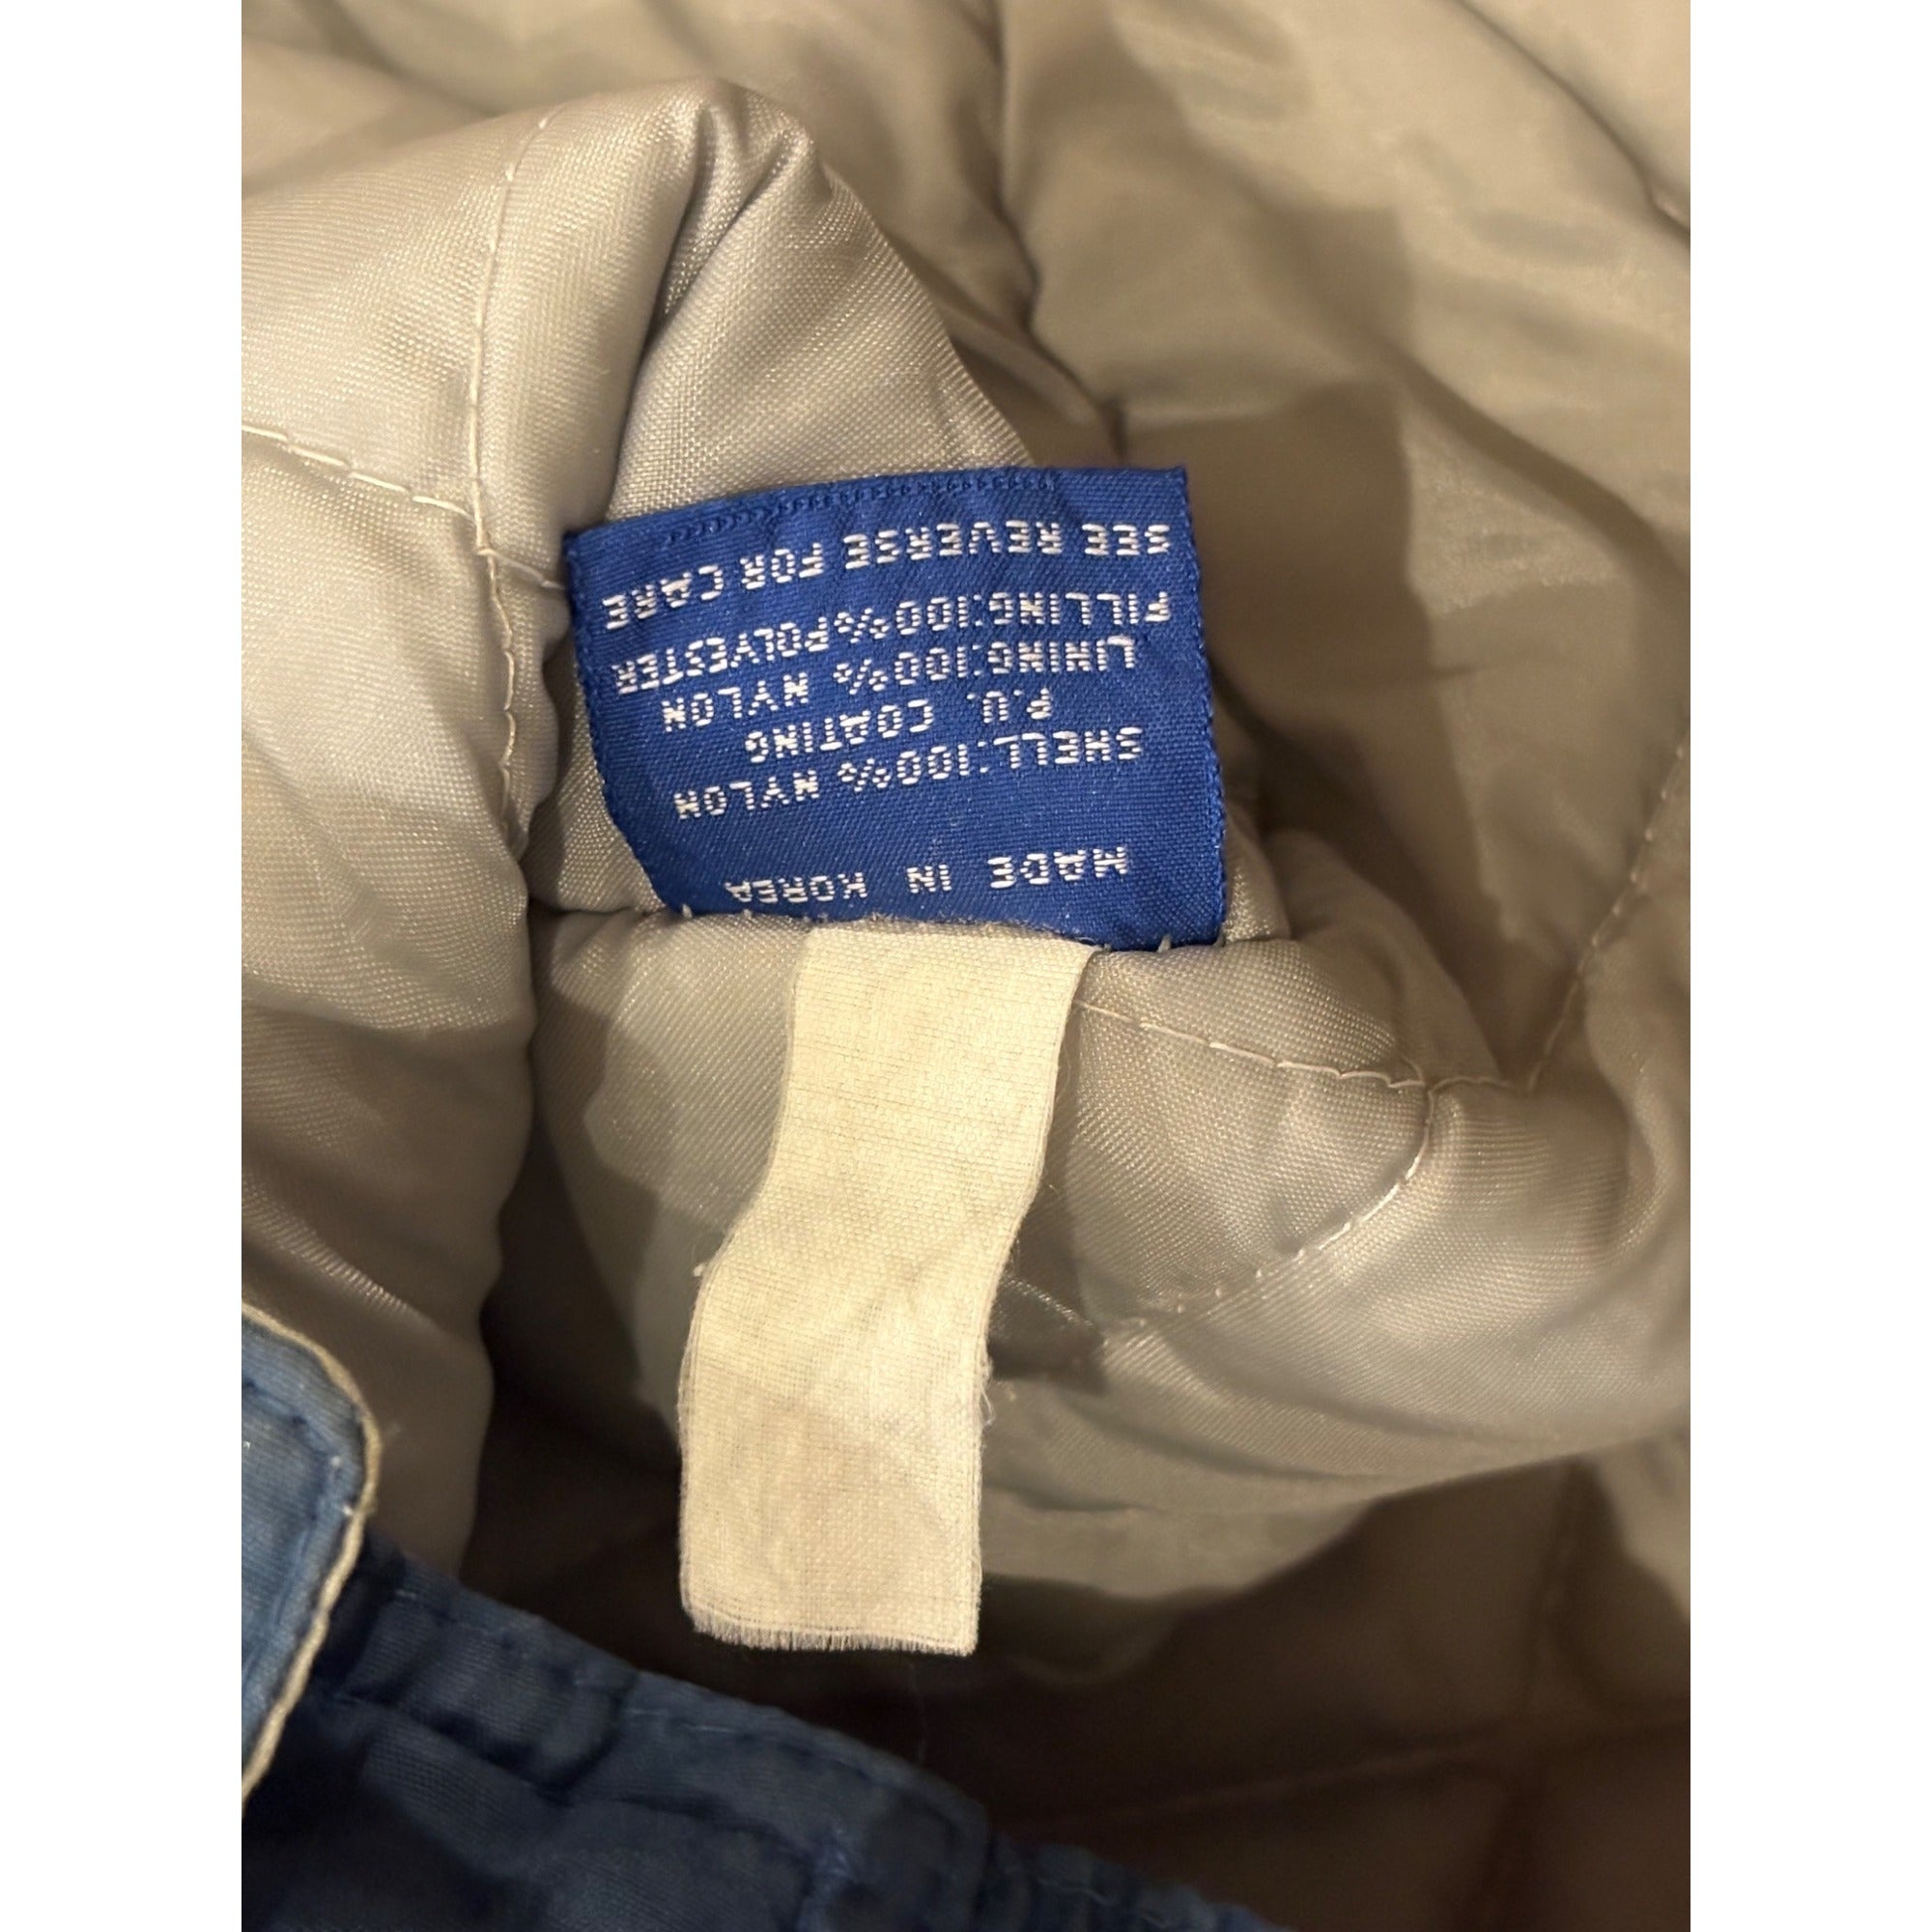 MADE IN KOREA
SHELL:100% NYLON
P.U. COATING
LINING:100% NYLON
FILLING:100%POLYESTER
SEE REVERSE FOR CARE